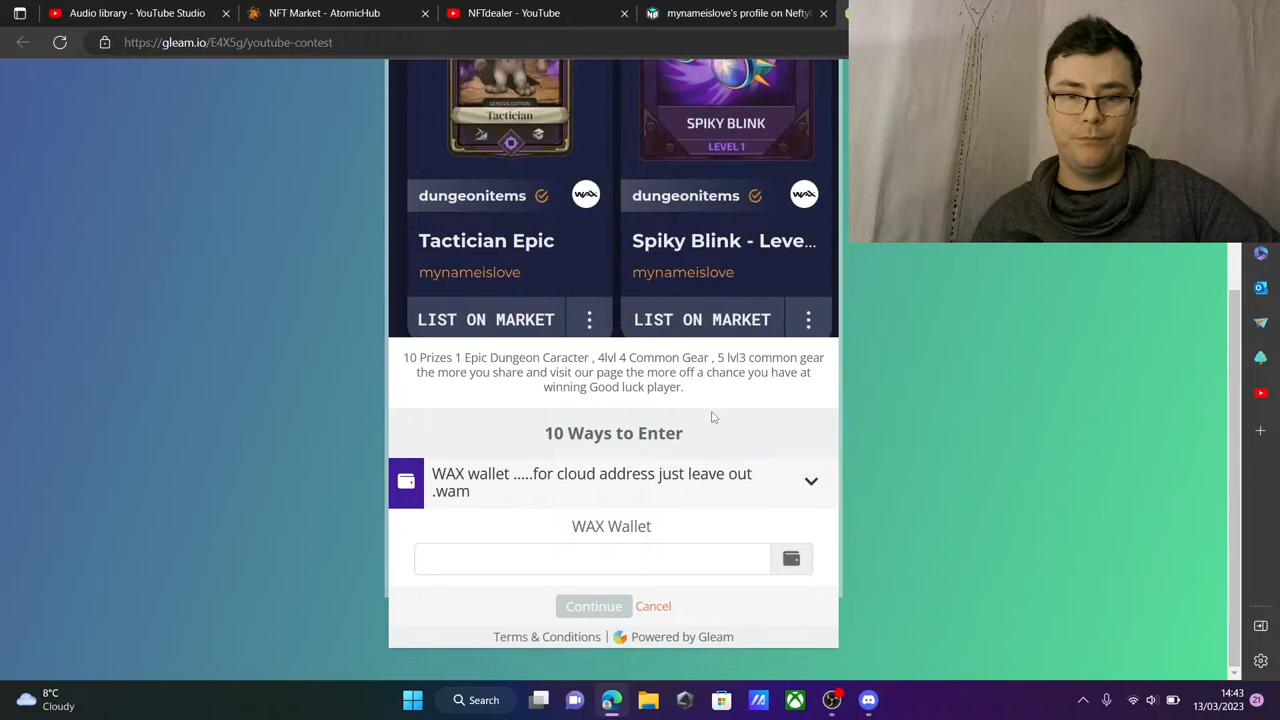 Audio library - YouTube Studio
NFT Market - AtomicHub
NFTdealer - YouTube
mynameislove's profile on Nefty
https://gleam.io/E4X5g/youtube-contest
GENESIS EDITION
Tactician
SPIKY BLINK
LEVEL 1
dungeonitems
WAX
dungeonitems
WAX
Tactician Epic
Spiky Blink - Leve...
mynameislove
mynameislove
LIST ON MARKET
LIST ON MARKET
10 Prizes 1 Epic Dungeon Caracter , 4lvl 4 Common Gear , 5 lvl3 common gear
the more you share and visit our page the more off a chance you have at
winning Good luck player.
10 Ways to Enter
WAX wallet .....for cloud address just leave out
.wam
WAX Wallet
Continue Cancel
Terms & Conditions | Powered by Gleam
8°C
Cloudy
Search
14:43
13/03/2023
21